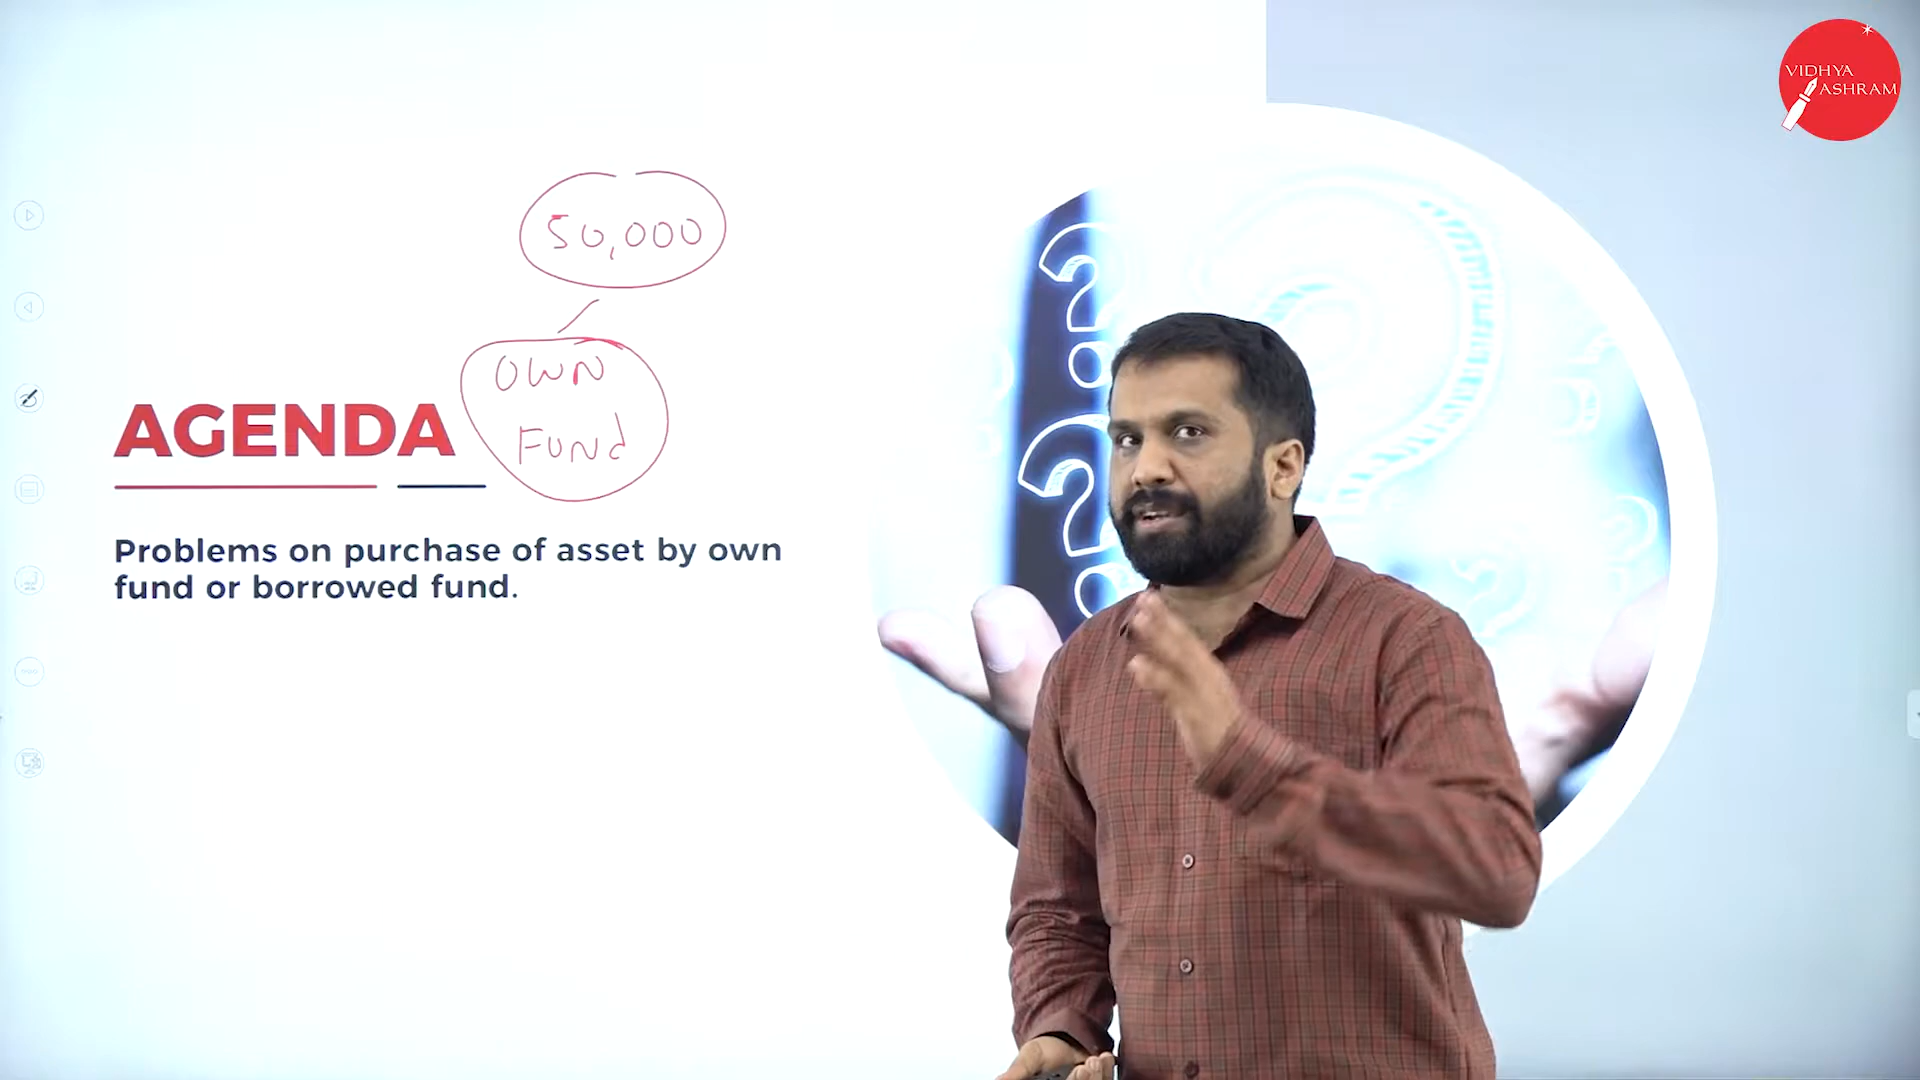 VIDHYA
ASHRAM
50,000
OWN
FUNd
AGENDA
Problems on purchase of asset by own
fund or borrowed fund.